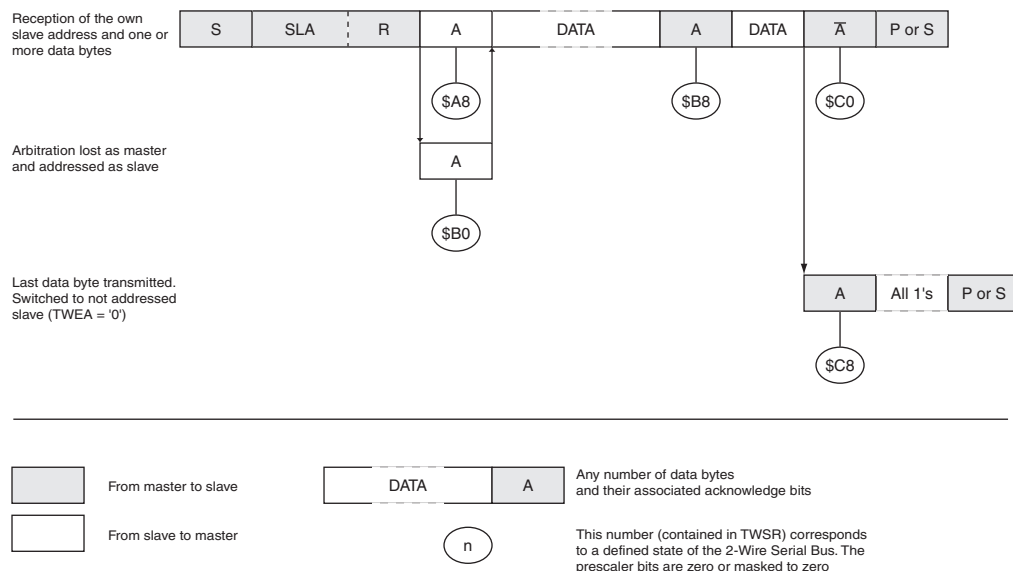 Reception of the own
slave address and one or
more data bytes
S SLA R A DATA A DATA A̅ P or S
$A8 $B8 $C0
Arbitration lost as master
and addressed as slave
A
$B0
Last data byte transmitted.
Switched to not addressed
slave (TWEA = '0')
A All 1's P or S
$C8
From master to slave
DATA A
Any number of data bytes
and their associated acknowledge bits
From slave to master
n
This number (contained in TWSR) corresponds
to a defined state of the 2-Wire Serial Bus. The
prescaler bits are zero or masked to zero